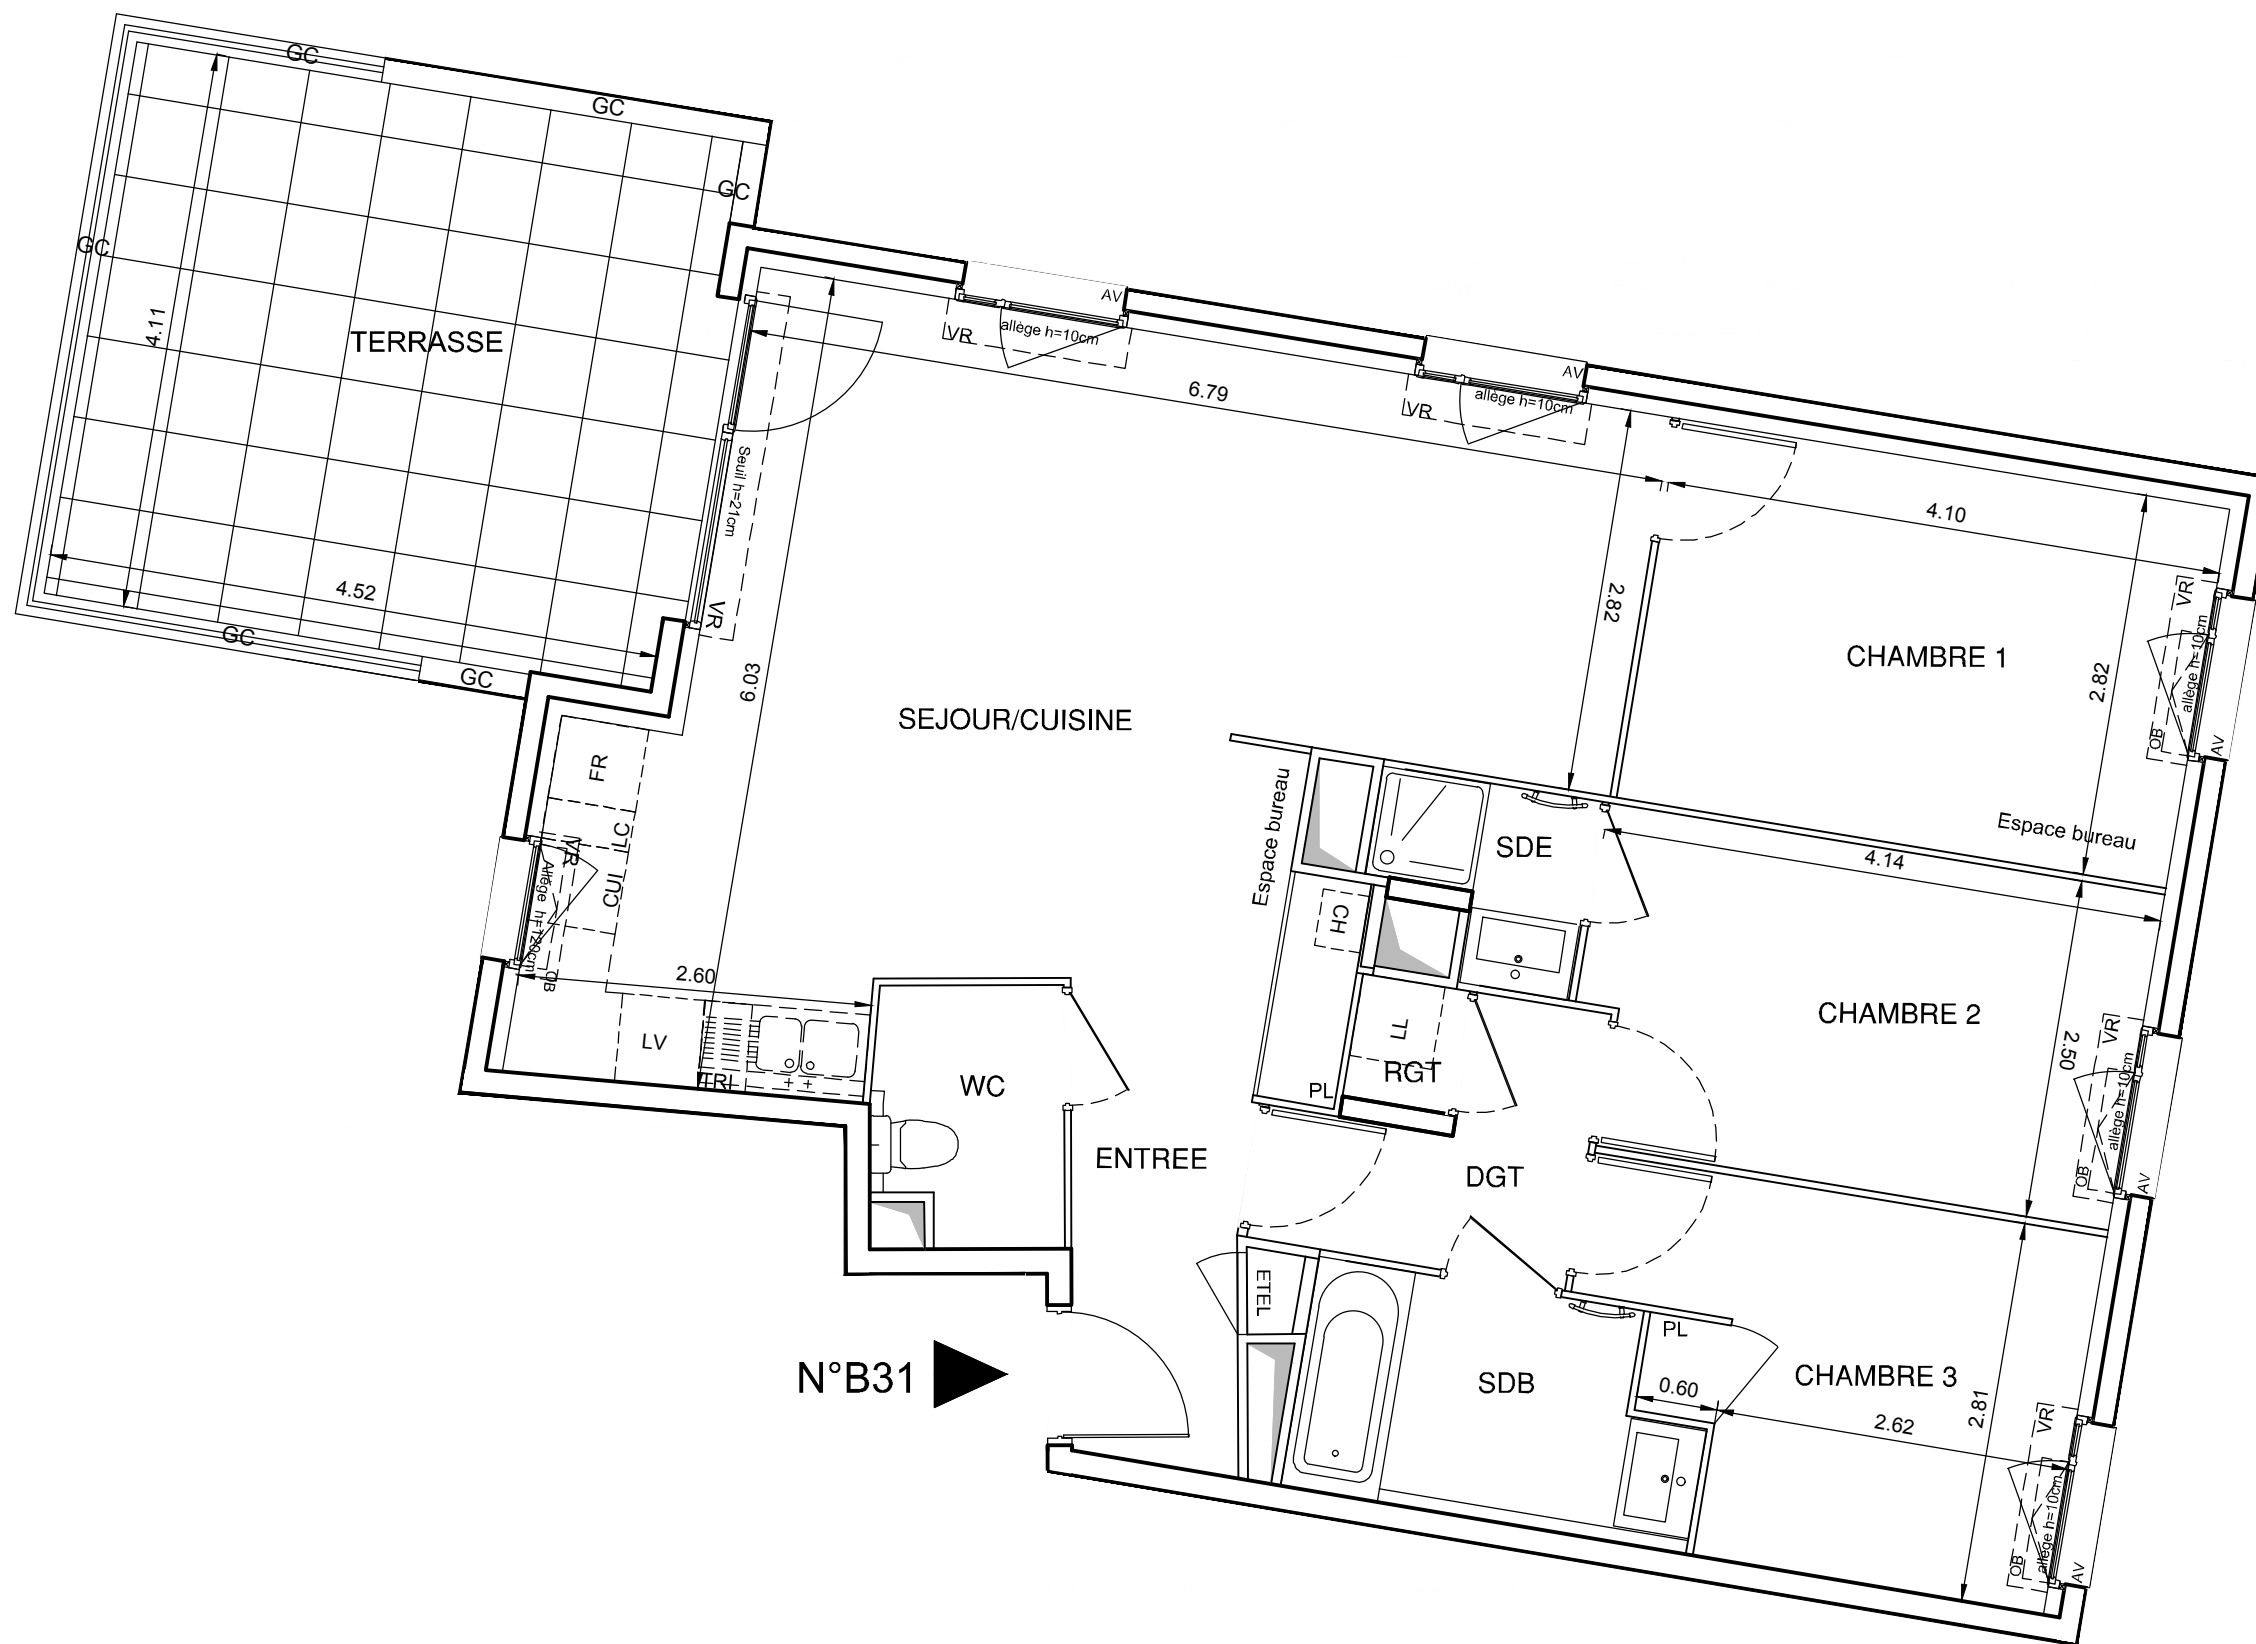 GC
GC
GC
GC
4.11
TERRASSE
4.52
GC
GC
AV
VR
allège h=10cm
AV
VR
allège h=10cm
6.79
Seuil h=21cm
VR
4.10
2.82
6.03
SEJOUR/CUISINE
CHAMBRE 1
2.82
VR
allège h=10cm
OB
AV
FR
LC
VR
CUI
Allège h=120cm
OB
Espace bureau
Espace bureau
SDE
4.14
CH
2.60
LV
TRI
WC
TL
RGT
PL
CHAMBRE 2
2.50
VR
allège h=10cm
OB
AV
ENTREE
DGT
ETEL
N°B31
SDB
PL
0.60
CHAMBRE 3
2.62
2.81
VR
allège h=10cm
OB
AV